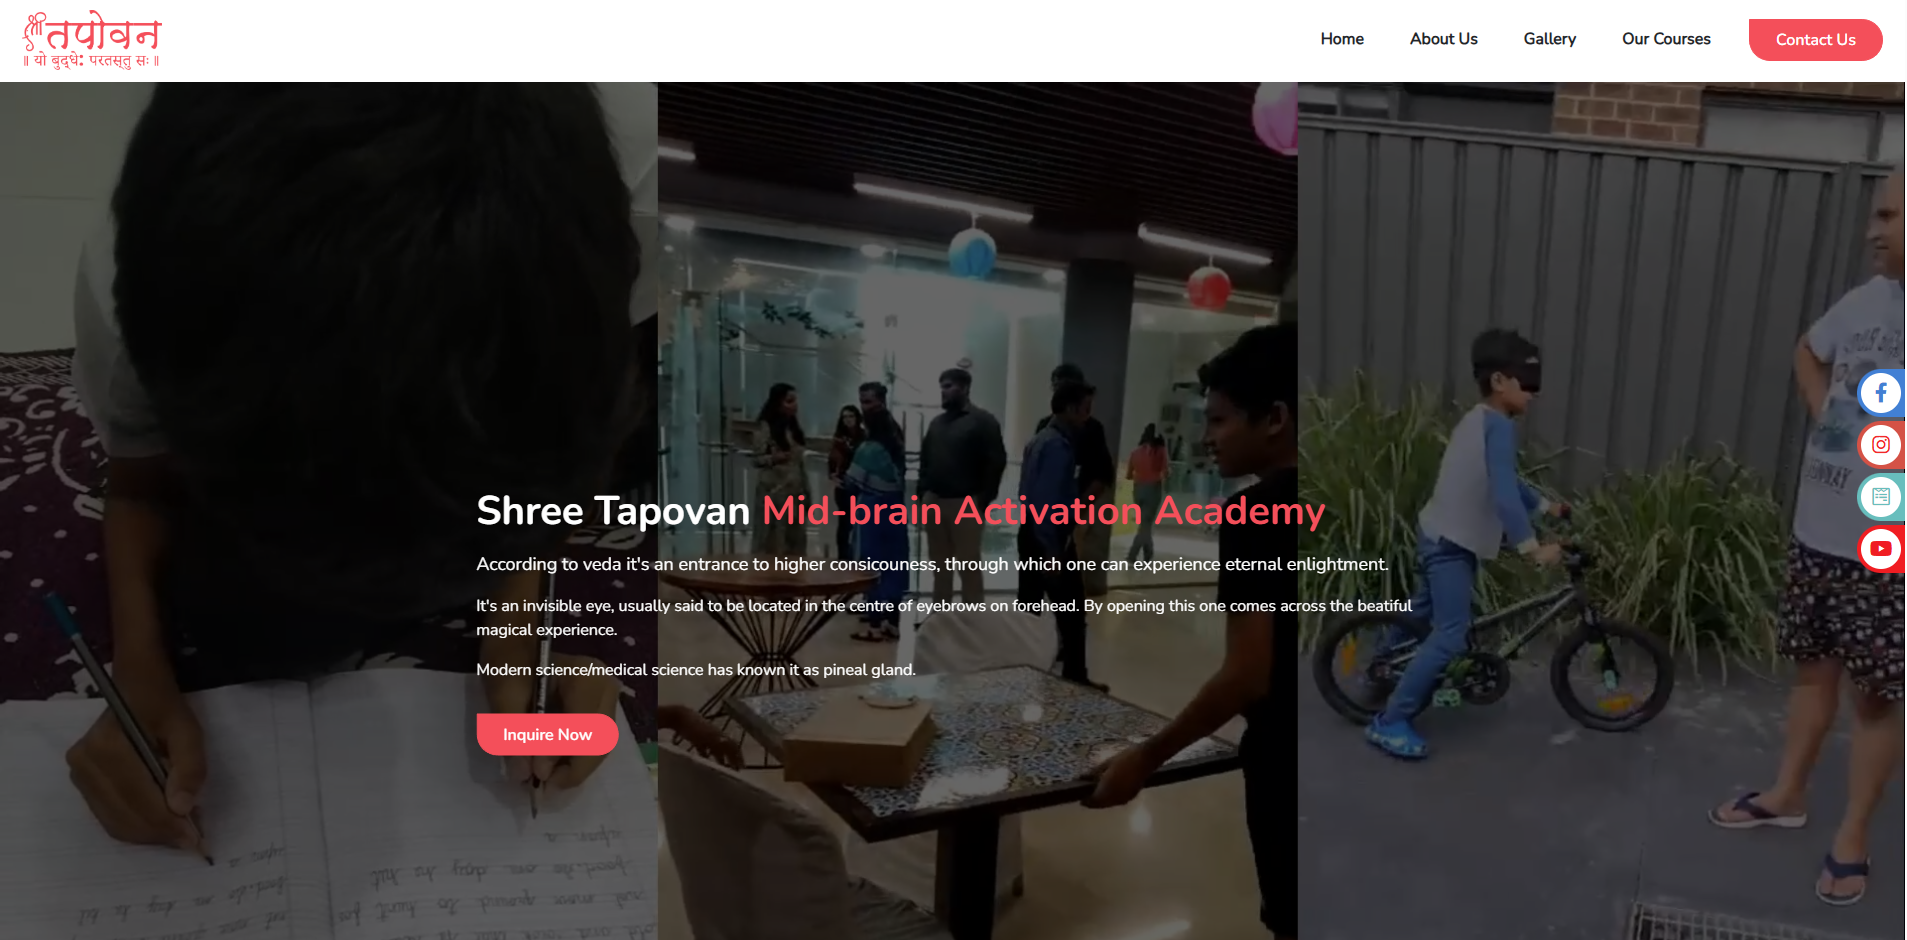 श्री तपोवन
॥ यो बुद्धे: परतस्तु सः ॥
Home
About Us
Gallery
Our Courses
Contact Us
Shree Tapovan Mid-brain Activation Academy
According to veda it's an entrance to higher consicouness, through which one can experience eternal enlightment.
It's an invisible eye, usually said to be located in the centre of eyebrows on forehead. By opening this one comes across the beatiful
magical experience.
Modern science/medical science has known it as pineal gland.
Inquire Now